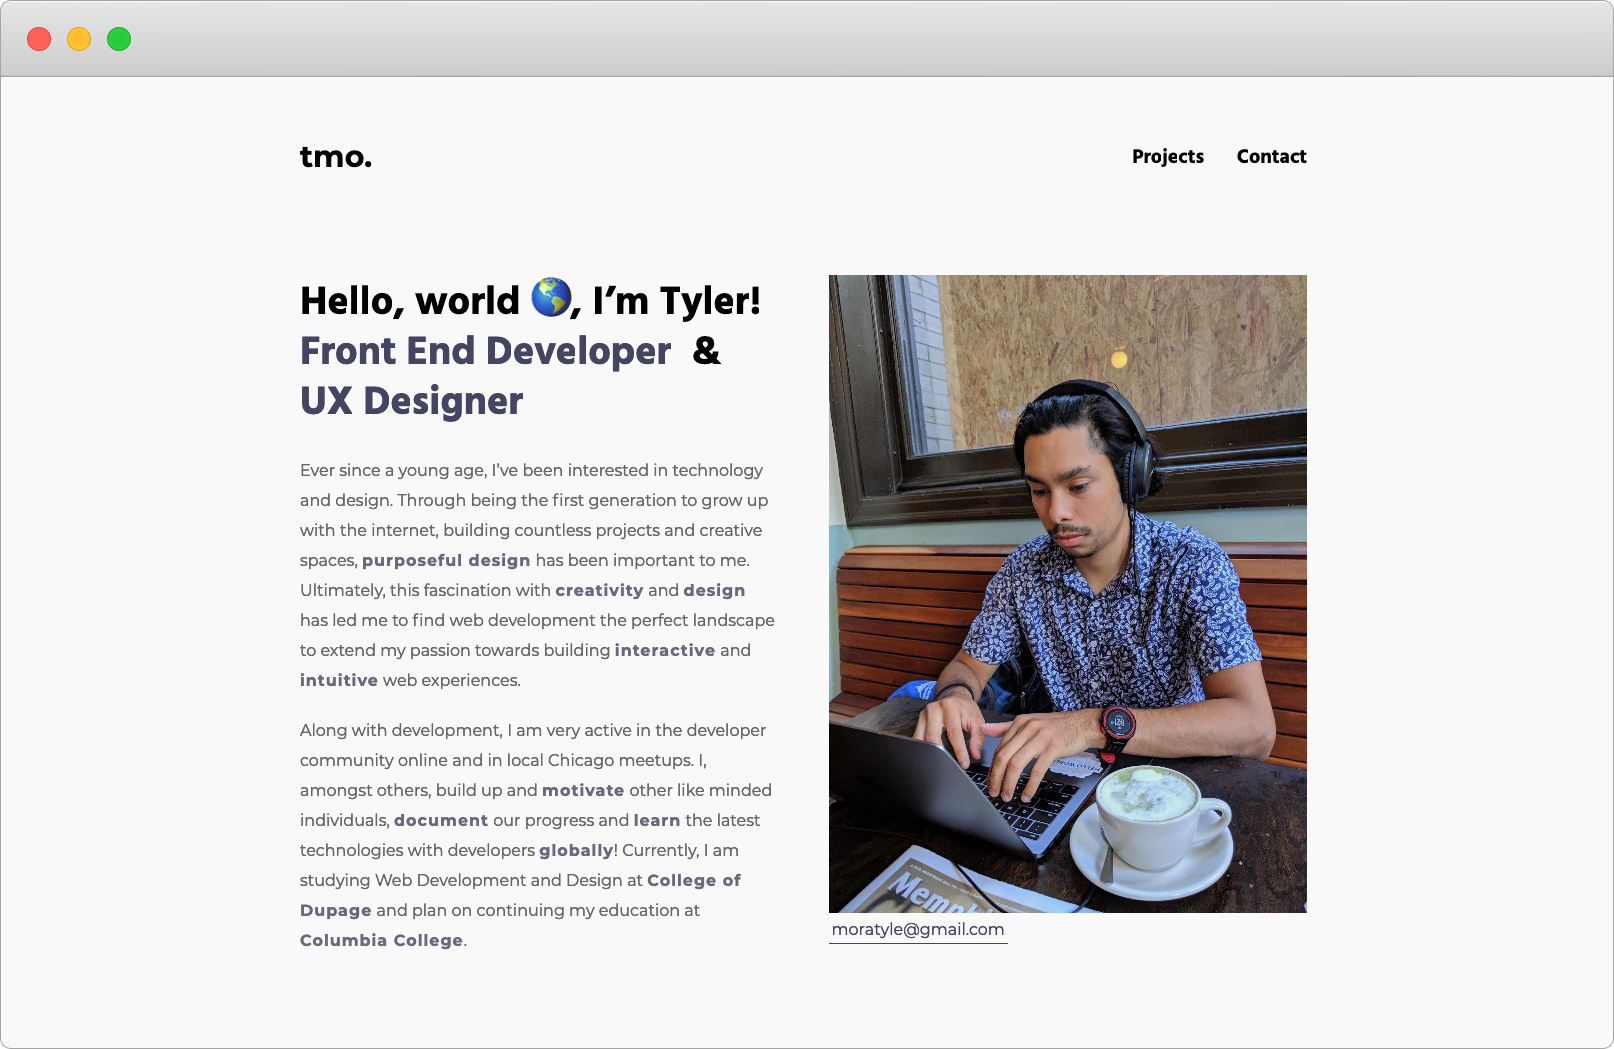 tmo.
Projects Contact
Hello, world 🌎, I’m Tyler!
Front End Developer &
UX Designer
Ever since a young age, I’ve been interested in technology
and design. Through being the first generation to grow up
with the internet, building countless projects and creative
spaces, purposeful design has been important to me.
Ultimately, this fascination with creativity and design
has led me to find web development the perfect landscape
to extend my passion towards building interactive and
intuitive web experiences.
Along with development, I am very active in the developer
community online and in local Chicago meetups. I,
amongst others, build up and motivate other like minded
individuals, document our progress and learn the latest
technologies with developers globally! Currently, I am
studying Web Development and Design at College of
Dupage and plan on continuing my education at
Columbia College.
moratyle@gmail.com